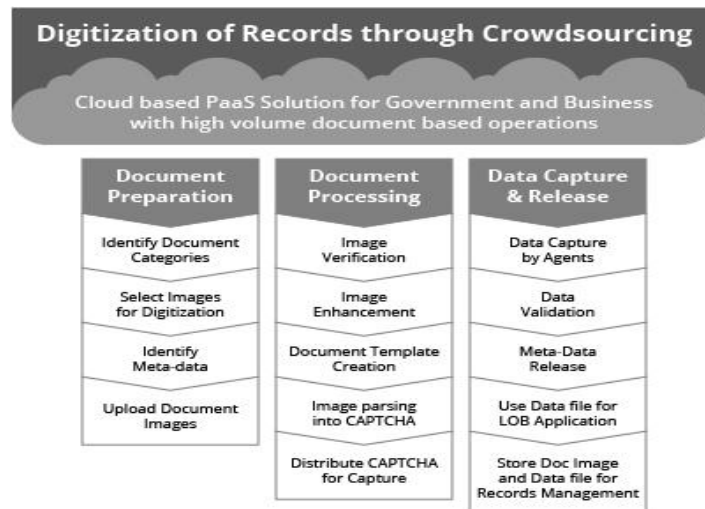 Digitization of Records through Crowdsourcing
Cloud based PaaS Solution for Government and Business
with high volume document based operations
Document
Preparation
Identify Document
Categories
Select Images
for Digitization
Identify
Meta-data
Upload Document
Images
Document
Processing
Image
Verification
Image
Enhancement
Document Template
Creation
Image parsing
into CAPTCHA
Distribute CAPTCHA
for Capture
Data Capture
& Release
Data Capture
by Agents
Data
Validation
Meta-Data
Release
Use Data file for
LOB Application
Store Doc Image
and Data file for
Records Management